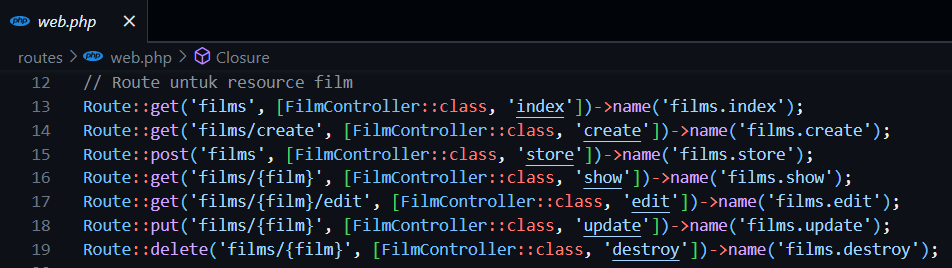 web.php
routes > web.php > Closure
12 // Route untuk resource film
13 Route::get('films', [FilmController::class, 'index'])->name('films.index');
14 Route::get('films/create', [FilmController::class, 'create'])->name('films.create');
15 Route::post('films', [FilmController::class, 'store'])->name('films.store');
16 Route::get('films/{film}', [FilmController::class, 'show'])->name('films.show');
17 Route::get('films/{film}/edit', [FilmController::class, 'edit'])->name('films.edit');
18 Route::put('films/{film}', [FilmController::class, 'update'])->name('films.update');
19 Route::delete('films/{film}', [FilmController::class, 'destroy'])->name('films.destroy');